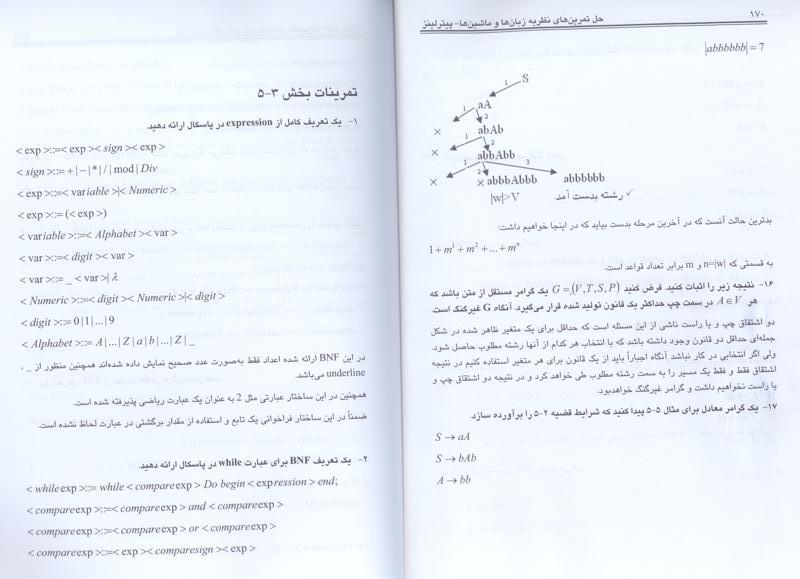 ۱۷۰
حل تمرین‌های نظریه زبان‌ها و ماشین‌ها- پیترلینز
|abbbbbb| = 7
S
1
aA
1 2
× abAb
1 2
× abbAbb
1 2 3
× × abbbAbbb abbbbbb
|w|>V
رشته بدست آمد. ✓
بدترین حالت آنست که در آخرین مرحله بدست بیاید که در اینجا خواهیم داشت:
1 + m¹ + m² + ... + mⁿ
به قسمتی که n=|w| و m برابر تعداد قواعد است.
۱۶- نتیجه زیر را اثبات کنید. فرض کنید G = (V,T,S,P) یک گرامر مستقل از متن باشد که
هر A ∈ V در سمت چپ حداکثر یک قانون تولید شده قرار می‌گیرد. آنگاه G غیرگنگ است.
دو اشتقاق چپ و یا راست ناشی از این مسئله است که حداقل برای یک متغیر ظاهر شده در شکل
جمله‌ای حداقل دو قانون وجود داشته باشد که با انتخاب هر کدام از آنها رشته مطلوب حاصل شود.
ولی اگر انتخابی در کار نباشد آنگاه اجباراً باید از یک قانون برای هر متغیر استفاده کنیم در نتیجه
اشتقاق فقط و فقط یک مسیر را به سمت رشته مطلوب طی خواهد کرد و در نتیجه دو اشتقاق چپ و
یا راست نخواهیم داشت و گرامر غیرگنگ خواهدبود.
۱۷- یک گرامر معادل برای مثال ۵-۵ پیدا کنید که شرایط قضیه ۲-۵ را برآورده سازد.
S → aA
S → bAb
A → bb
تمرینات بخش ۳-۵
۱- یک تعریف کامل از expression در پاسکال ارائه دهید.
< exp >::=< exp >< sign >< exp >
< sign >::= + | − | * | / | mod | Div
< exp >::=< variable >|< Numeric >
< exp >::= (< exp >)
< variable >::=< Alphabet >< var >
< var >::=< digit >< var >
< var >::= _ < var >| λ
< Numeric >::=< digit >< Numeric >|< digit >
< digit >::= 0 | 1 | ... | 9
< Alphabet >::= A | ... | Z | a | b | ... | Z | _
در این BNF ارائه شده اعداد فقط به‌صورت عدد صحیح نمایش داده شده‌اند همچنین منظور از _ ،
underline می‌باشد.
همچنین در این ساختار عبارتی مثل 2 به عنوان یک عبارت ریاضی پذیرفته شده است.
ضمناً در این ساختار فراخوانی یک تابع و استفاده از مقدار برگشتی در عبارت لحاظ نشده است.
۲- یک تعریف BNF برای عبارت while در پاسکال ارائه دهید.
< while exp >::= while < compare exp > Do begin < expression > end;
< compare exp >::=< compare exp > and < compare exp >
< compare exp >::=< compare exp > or < compare exp >
< compare exp >::=< exp >< comparesign >< exp >